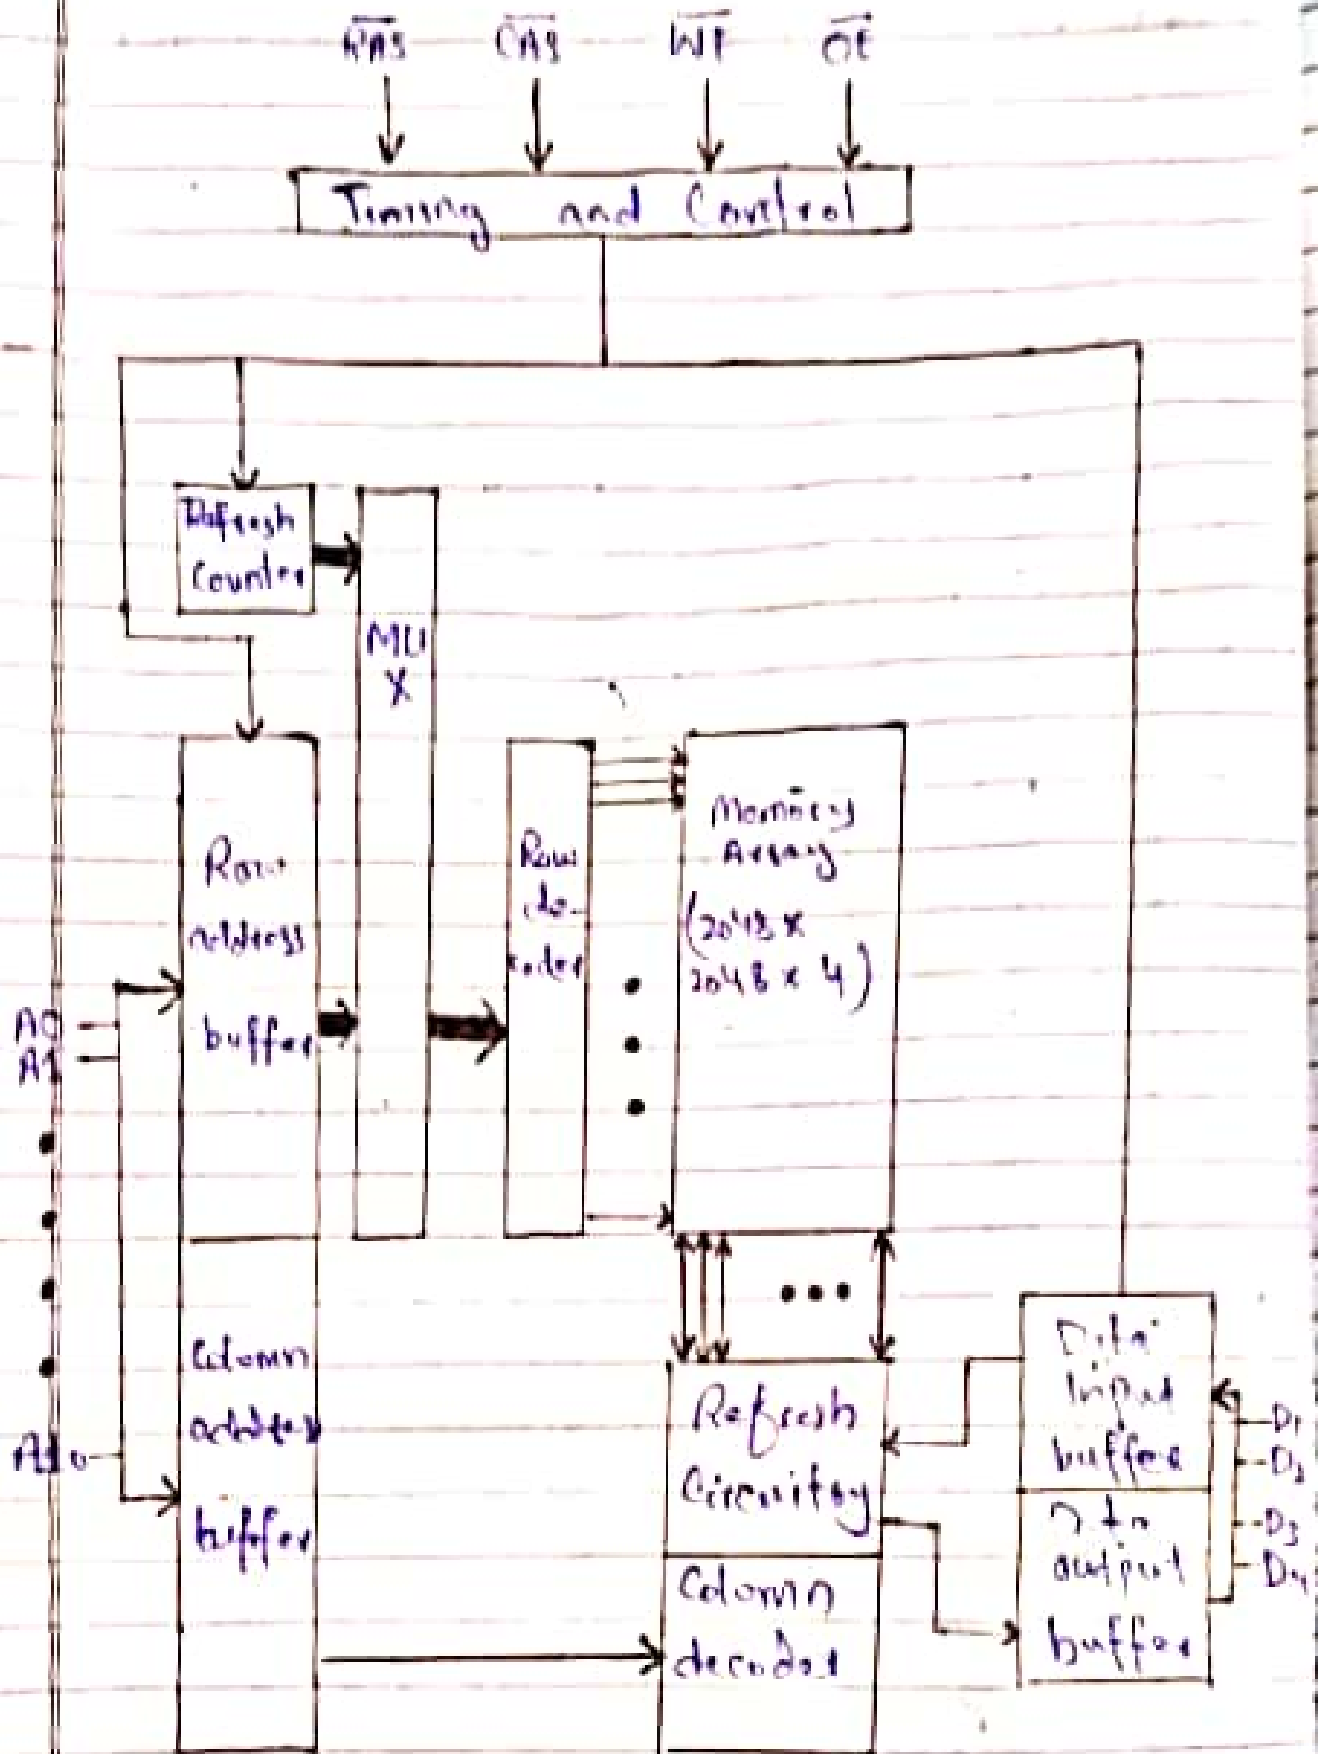 RAS CAS WE OE
Timing and Control
Refresh
Counter
MU
X
Row
address
buffer
Row
de-
coder
Memory
Array
(2048 x
2048 x 4)
A0
A1
A10
Column
address
buffer
Refresh
Circuitry
Column
decoder
Data
Input
buffer
Data
output
buffer
D1
D2
D3
D4